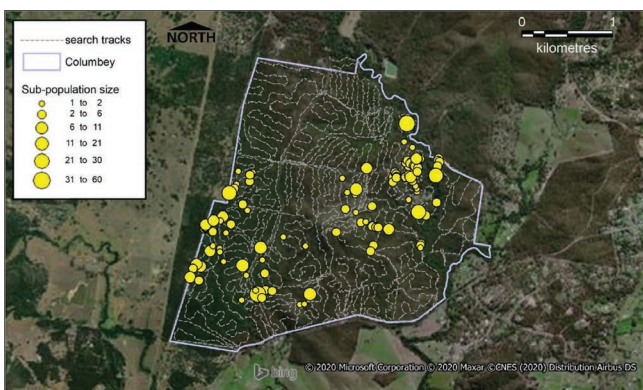 search tracks
Columbey
Sub-population size
1 to 2
2 to 6
6 to 11
11 to 21
21 to 30
31 to 60
NORTH
0 1
kilometres
bing
© 2020 Microsoft Corporation © 2020 Maxar ©CNES (2020) Distribution Airbus DS